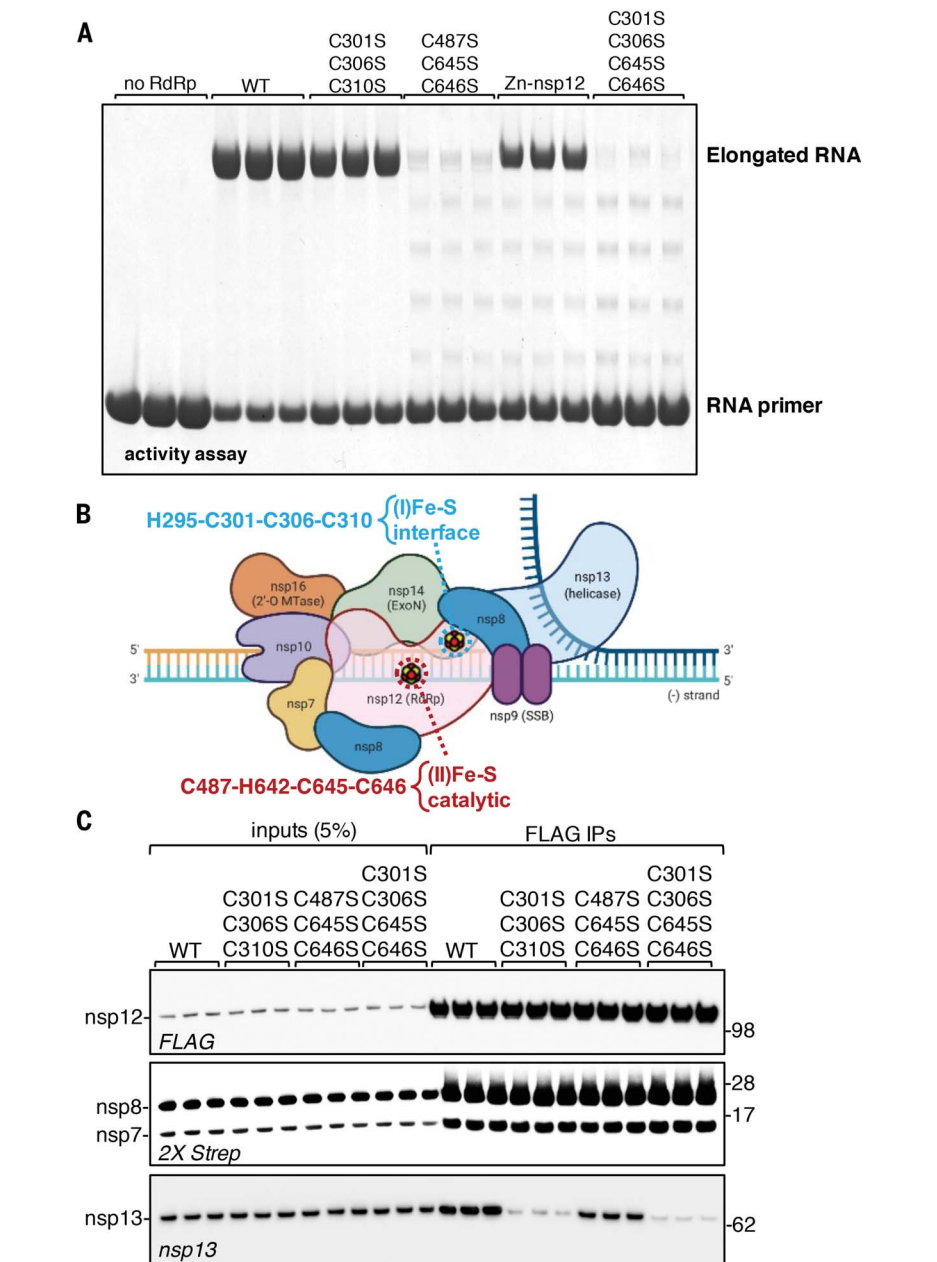 A
no RdRp
WT
C301S
C306S
C310S
C487S
C645S
C646S
Zn-nsp12
C301S
C306S
C645S
C646S
Elongated RNA
RNA primer
activity assay
B
H295-C301-C306-C310
(I)Fe-S
interface
nsp16
(2'-O MTase)
nsp14
(ExoN)
nsp13
(helicase)
nsp8
nsp10
5'
3'
3'
5'
nsp12 (RdRp)
(-) strand
nsp7
nsp9 (SSB)
nsp8
C487-H642-C645-C646
(II)Fe-S
catalytic
C
inputs (5%)
FLAG IPs
WT
C301S
C306S
C310S
C487S
C645S
C646S
C301S
C306S
C645S
C646S
WT
C301S
C306S
C310S
C487S
C645S
C646S
C301S
C306S
C645S
C646S
nsp12-
FLAG
-98
nsp8-
nsp7-
2X Strep
-28
-17
nsp13-
nsp13
-62